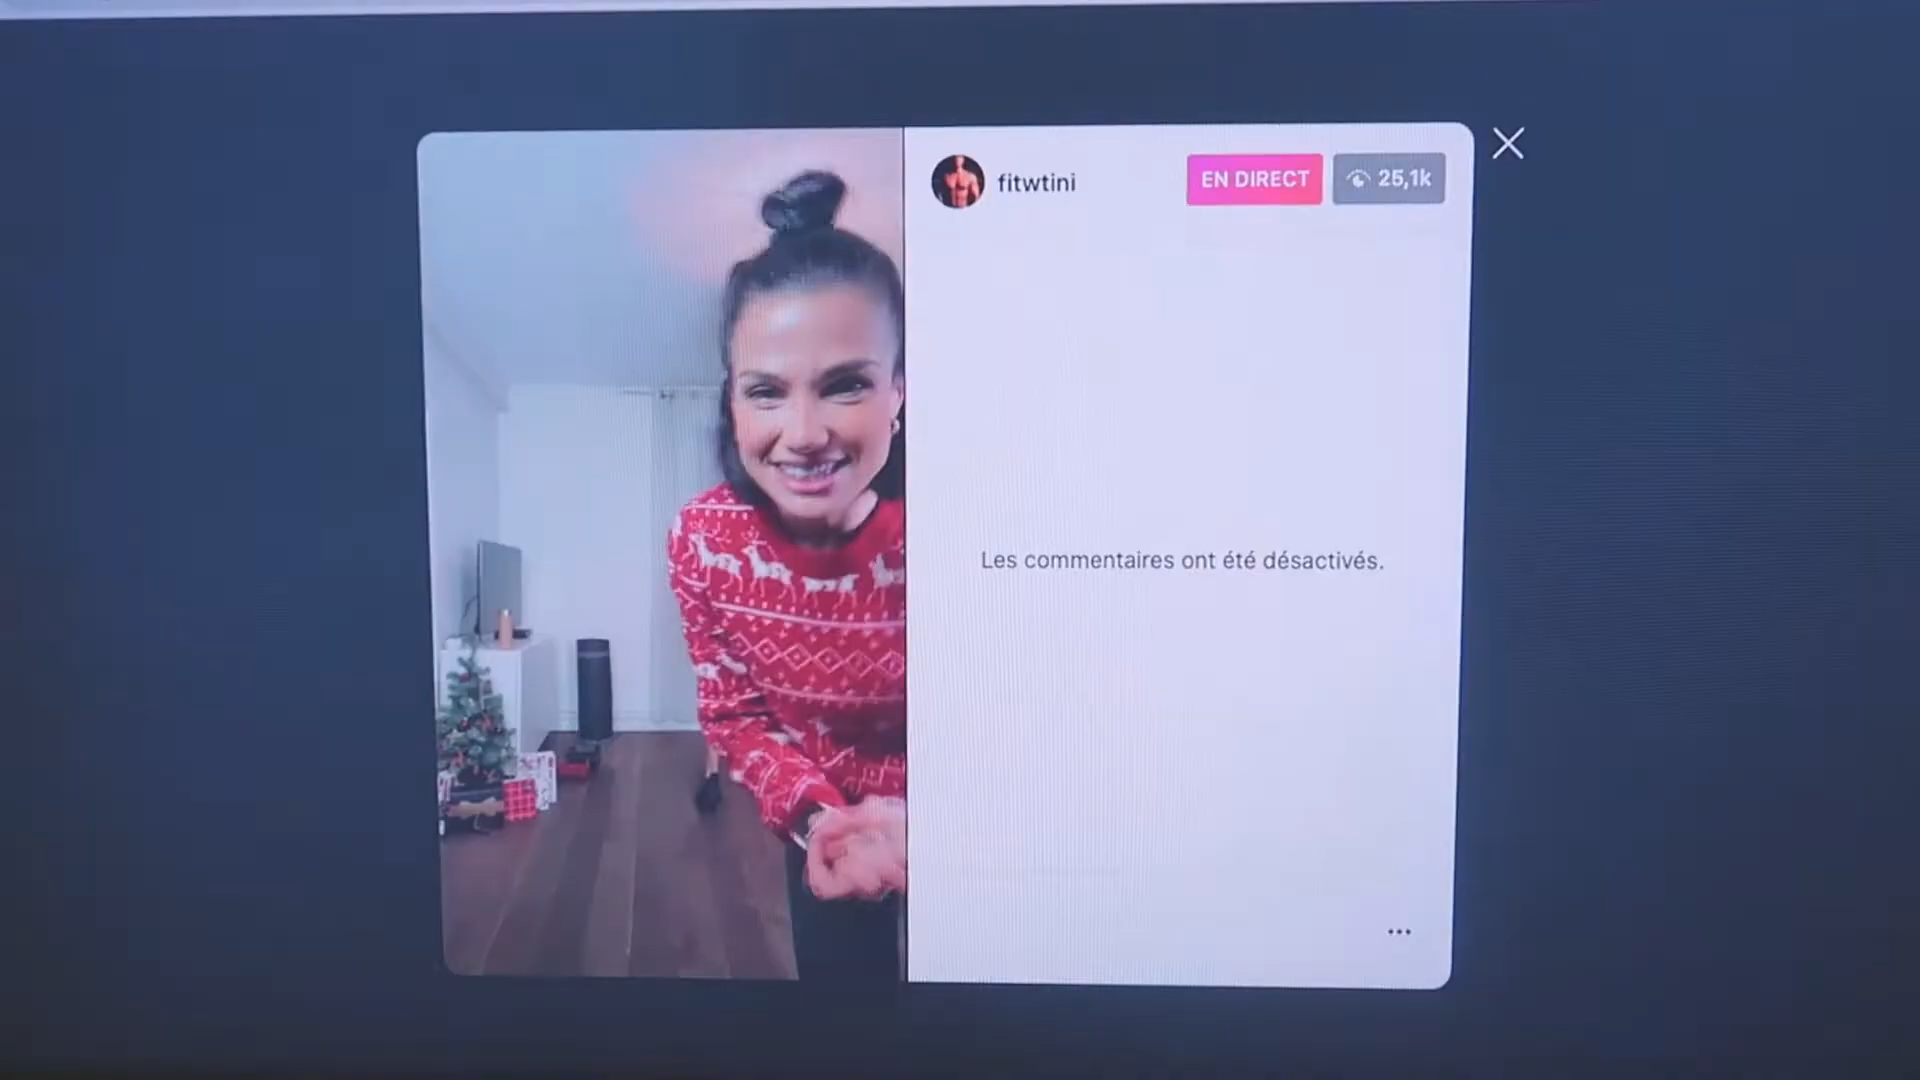 fitwtini
EN DIRECT
25,1k
Les commentaires ont été désactivés.